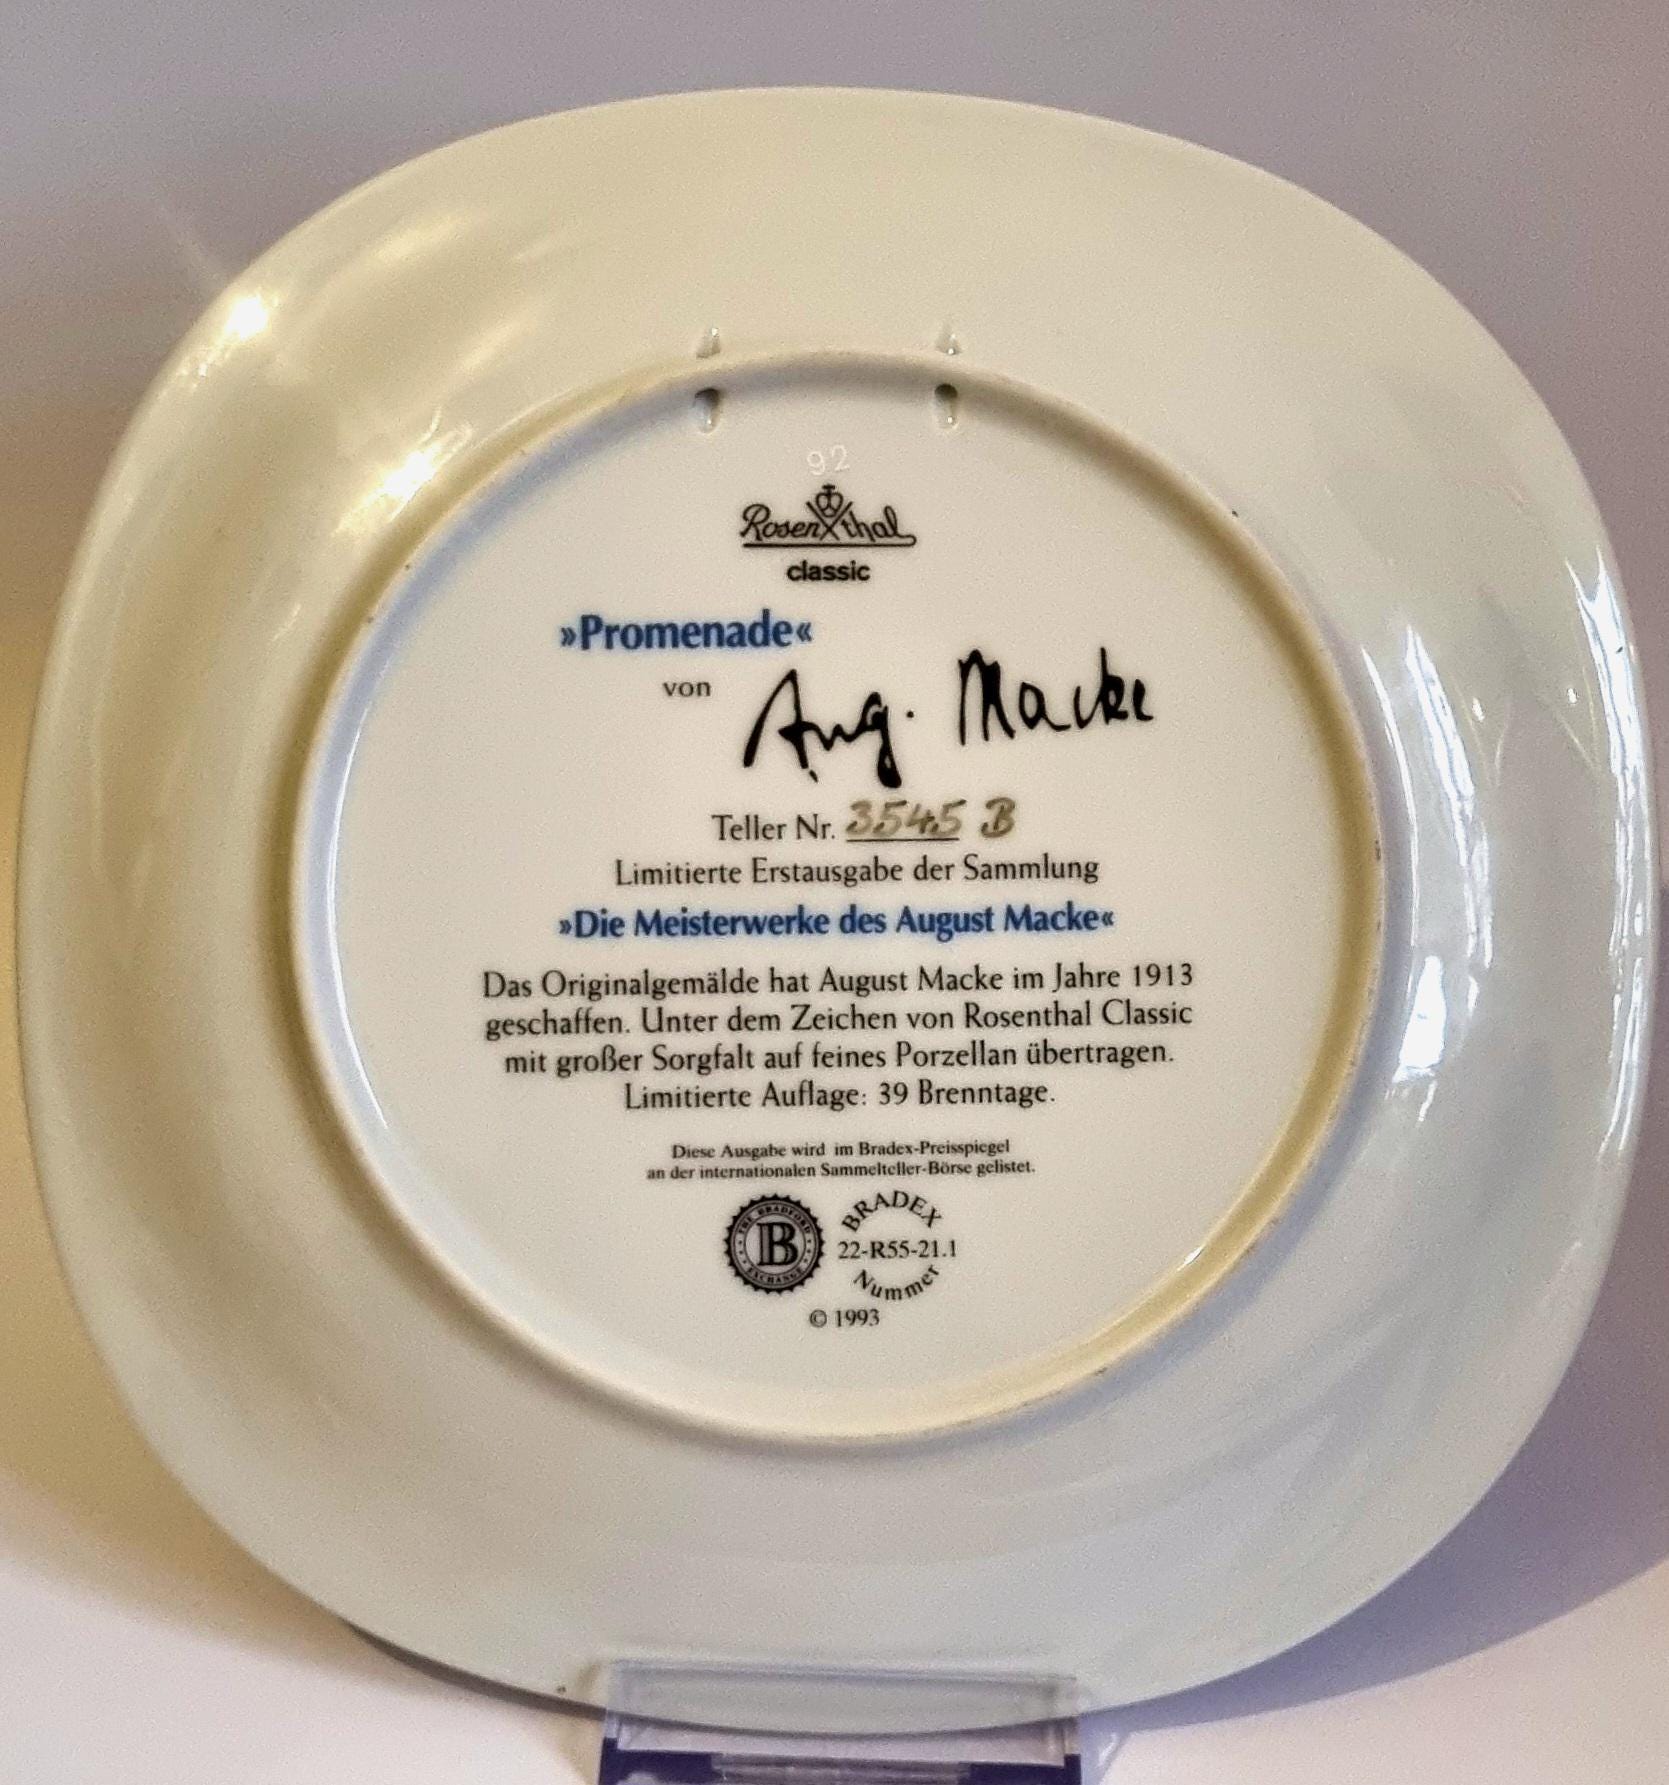 92
Rosenthal
classic
»Promenade«
von Aug. Macke
Teller Nr. 3545 B
Limitierte Erstausgabe der Sammlung
»Die Meisterwerke des August Macke«
Das Originalgemälde hat August Macke im Jahre 1913
geschaffen. Unter dem Zeichen von Rosenthal Classic
mit großer Sorgfalt auf feines Porzellan übertragen.
Limitierte Auflage: 39 Brenntage.
Diese Ausgabe wird im Bradex-Preisspiegel
an der internationalen Sammelteller-Börse gelistet.
THE BRADFORD
B
EXCHANGE
BRADEX
22-R55-21.1
Nummer
© 1993